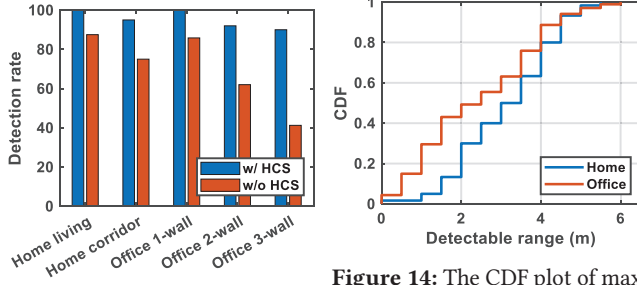 100
80
60
40
20
0
Detection rate
w/ HCS
w/o HCS
Home living
Home corridor
Office 1-wall
Office 2-wall
Office 3-wall
1
0.8
0.6
0.4
0.2
0
CDF
Home
Office
0 2 4 6
Detectable range (m)
Figure 14: The CDF plot of max